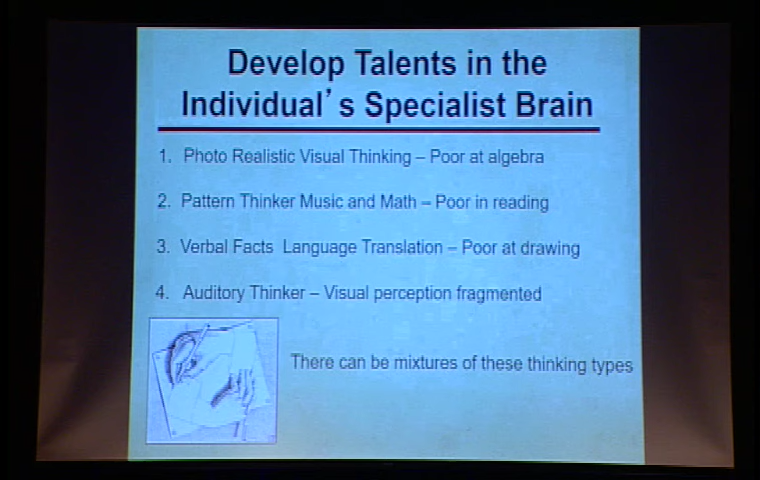 Develop Talents in the
Individual's Specialist Brain
1. Photo Realistic Visual Thinking – Poor at algebra
2. Pattern Thinker Music and Math – Poor in reading
3. Verbal Facts Language Translation – Poor at drawing
4. Auditory Thinker – Visual perception fragmented
There can be mixtures of these thinking types